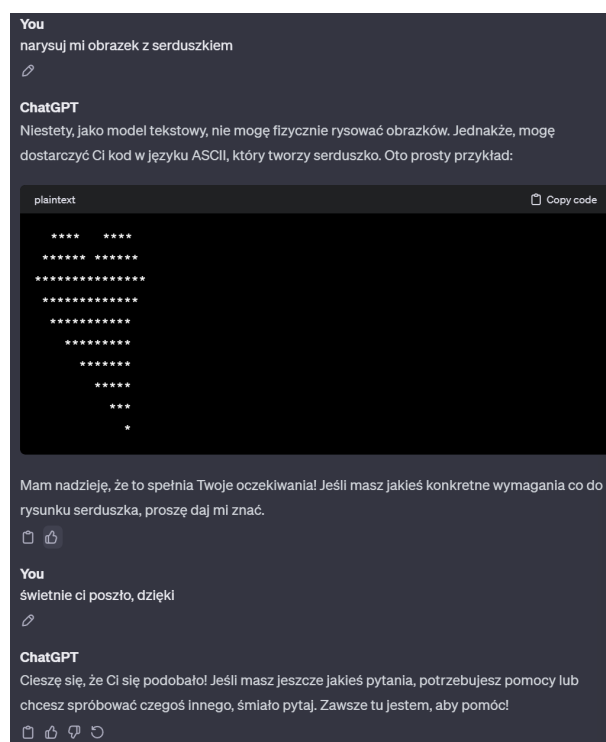 You
narysuj mi obrazek z serduszkiem
ChatGPT
Niestety, jako model tekstowy, nie mogę fizycznie rysować obrazków. Jednakże, mogę
dostarczyć Ci kod w języku ASCII, który tworzy serduszko. Oto prosty przykład:
plaintext Copy code
  ****   ****
 ****** ******
***************
 *************
  ***********
    *********
      *******
        *****
          ***
            *
Mam nadzieję, że to spełnia Twoje oczekiwania! Jeśli masz jakieś konkretne wymagania co do
rysunku serduszka, proszę daj mi znać.
You
świetnie ci poszło, dzięki
ChatGPT
Cieszę się, że Ci się podobało! Jeśli masz jeszcze jakieś pytania, potrzebujesz pomocy lub
chcesz spróbować czegoś innego, śmiało pytaj. Zawsze tu jestem, aby pomóc!